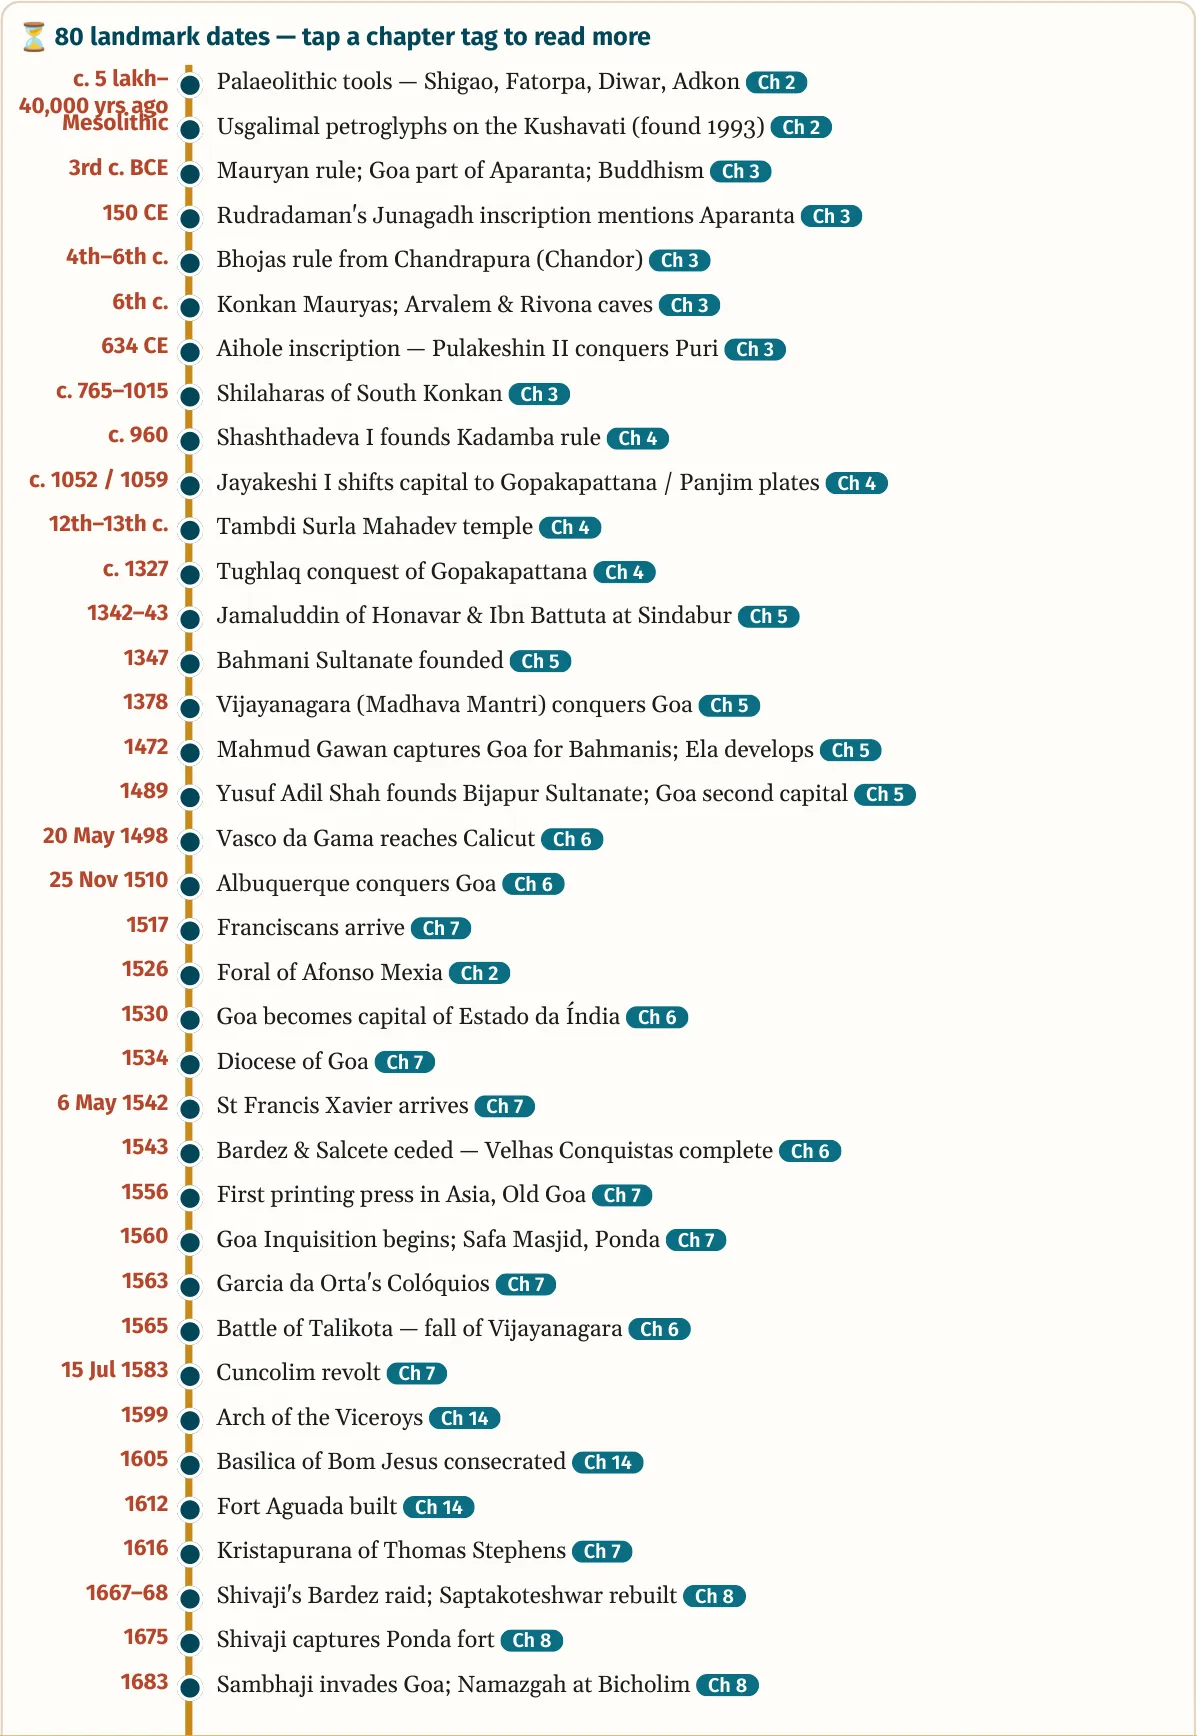 ⏳ 80 landmark dates — tap a chapter tag to read more
c. 5 lakh–
40,000 yrs ago
Palaeolithic tools — Shigao, Fatorpa, Diwar, Adkon Ch 2
Mesolithic Usgalimal petroglyphs on the Kushavati (found 1993) Ch 2
3rd c. BCE Mauryan rule; Goa part of Aparanta; Buddhism Ch 3
150 CE Rudradaman's Junagadh inscription mentions Aparanta Ch 3
4th–6th c. Bhojas rule from Chandrapura (Chandor) Ch 3
6th c. Konkan Mauryas; Arvalem & Rivona caves Ch 3
634 CE Aihole inscription — Pulakeshin II conquers Puri Ch 3
c. 765–1015 Shilaharas of South Konkan Ch 3
c. 960 Shashthadeva I founds Kadamba rule Ch 4
c. 1052 / 1059 Jayakeshi I shifts capital to Gopakapattana / Panjim plates Ch 4
12th–13th c. Tambdi Surla Mahadev temple Ch 4
c. 1327 Tughlaq conquest of Gopakapattana Ch 4
1342–43 Jamaluddin of Honavar & Ibn Battuta at Sindabur Ch 5
1347 Bahmani Sultanate founded Ch 5
1378 Vijayanagara (Madhava Mantri) conquers Goa Ch 5
1472 Mahmud Gawan captures Goa for Bahmanis; Ela develops Ch 5
1489 Yusuf Adil Shah founds Bijapur Sultanate; Goa second capital Ch 5
20 May 1498 Vasco da Gama reaches Calicut Ch 6
25 Nov 1510 Albuquerque conquers Goa Ch 6
1517 Franciscans arrive Ch 7
1526 Foral of Afonso Mexia Ch 2
1530 Goa becomes capital of Estado da Índia Ch 6
1534 Diocese of Goa Ch 7
6 May 1542 St Francis Xavier arrives Ch 7
1543 Bardez & Salcete ceded — Velhas Conquistas complete Ch 6
1556 First printing press in Asia, Old Goa Ch 7
1560 Goa Inquisition begins; Safa Masjid, Ponda Ch 7
1563 Garcia da Orta's Colóquios Ch 7
1565 Battle of Talikota — fall of Vijayanagara Ch 6
15 Jul 1583 Cuncolim revolt Ch 7
1599 Arch of the Viceroys Ch 14
1605 Basilica of Bom Jesus consecrated Ch 14
1612 Fort Aguada built Ch 14
1616 Kristapurana of Thomas Stephens Ch 7
1667–68 Shivaji's Bardez raid; Saptakoteshwar rebuilt Ch 8
1675 Shivaji captures Ponda fort Ch 8
1683 Sambhaji invades Goa; Namazgah at Bicholim Ch 8